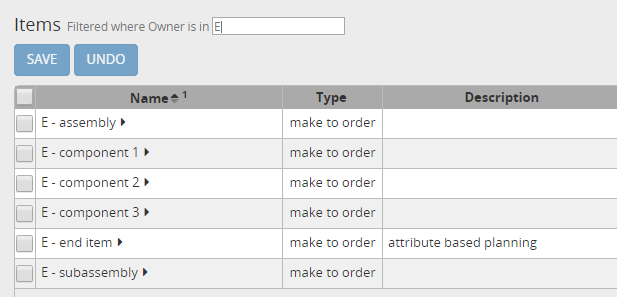 Items Filtered where Owner is in E
SAVE UNDO
Name 1 Type Description
E - assembly make to order
E - component 1 make to order
E - component 2 make to order
E - component 3 make to order
E - end item make to order attribute based planning
E - subassembly make to order